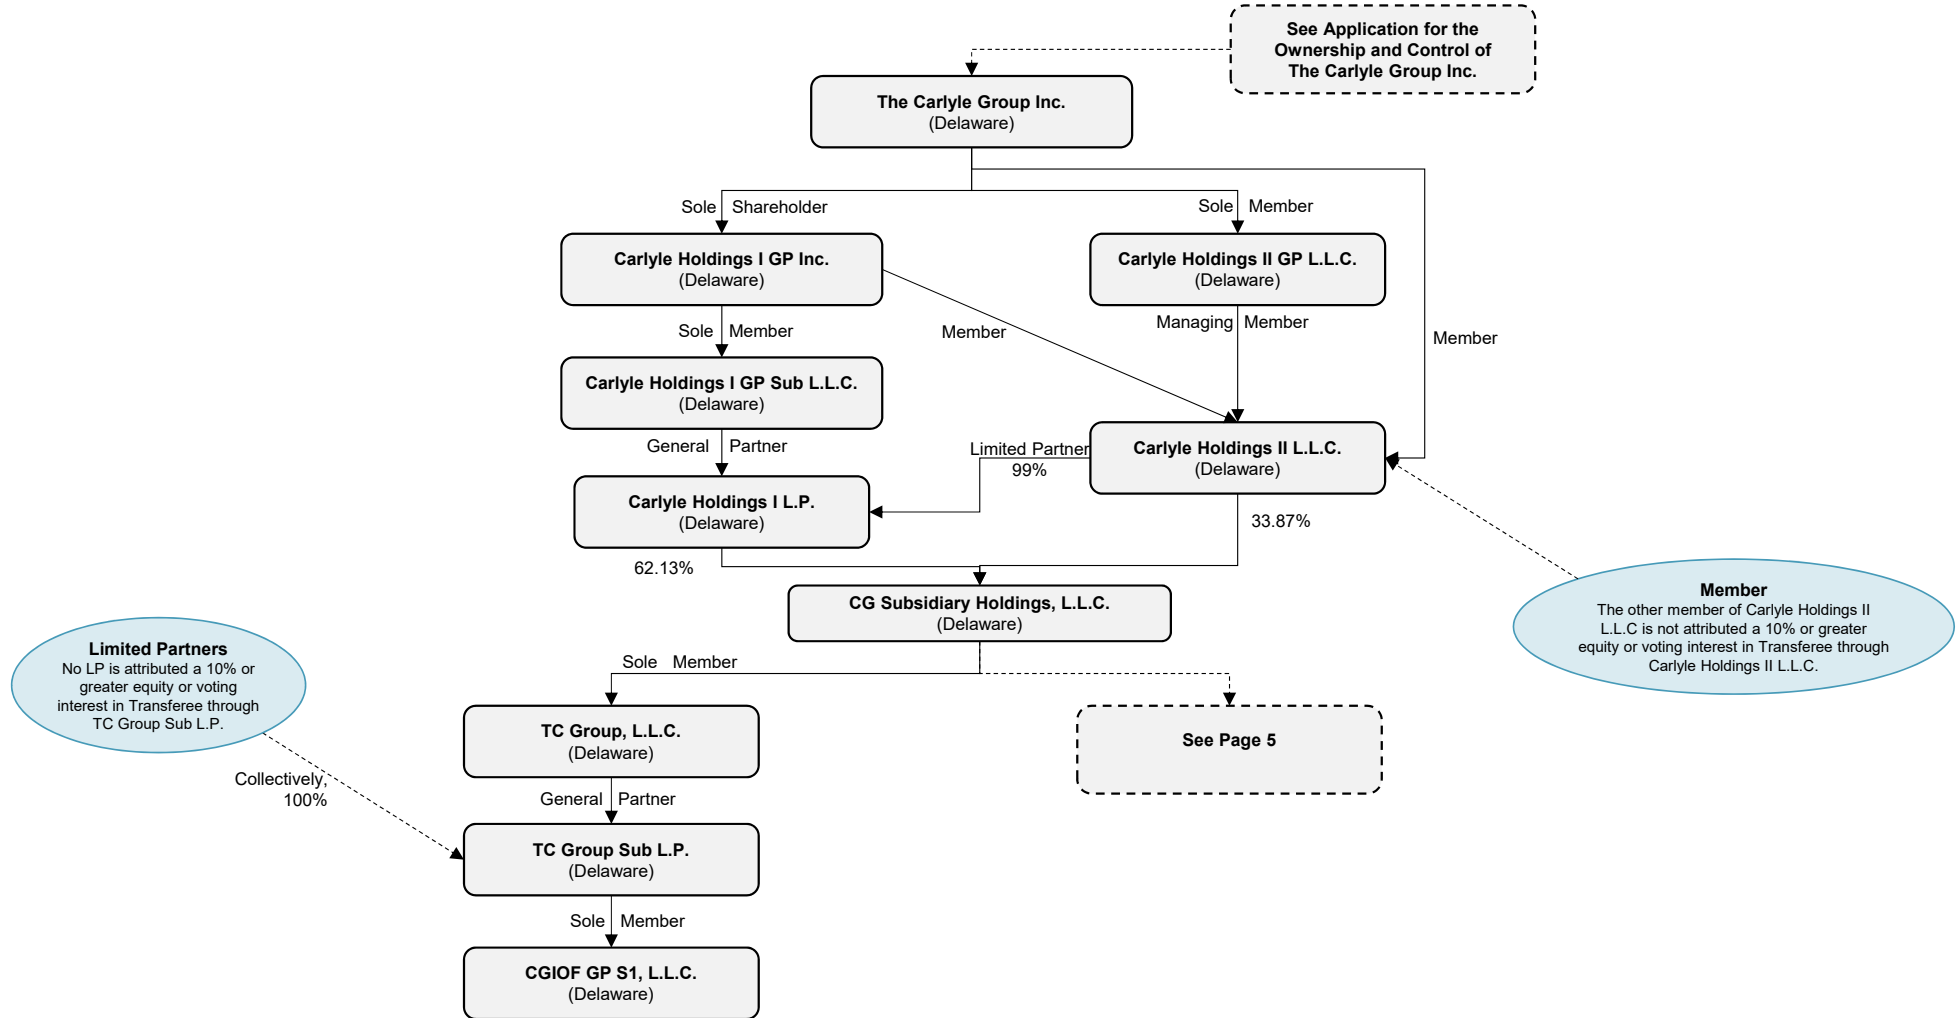 See Application for the
Ownership and Control of
The Carlyle Group Inc.
The Carlyle Group Inc.
(Delaware)
Sole Shareholder
Sole Member
Carlyle Holdings I GP Inc.
(Delaware)
Carlyle Holdings II GP L.L.C.
(Delaware)
Sole Member
Member
Managing Member
Member
Carlyle Holdings I GP Sub L.L.C.
(Delaware)
General Partner
Limited Partner
99%
Carlyle Holdings II L.L.C.
(Delaware)
Carlyle Holdings I L.P.
(Delaware)
33.87%
62.13%
CG Subsidiary Holdings, L.L.C.
(Delaware)
Member
The other member of Carlyle Holdings II
L.L.C is not attributed a 10% or greater
equity or voting interest in Transferee through
Carlyle Holdings II L.L.C.
Limited Partners
No LP is attributed a 10% or
greater equity or voting
interest in Transferee through
TC Group Sub L.P.
Sole Member
TC Group, L.L.C.
(Delaware)
See Page 5
Collectively,
100%
General Partner
TC Group Sub L.P.
(Delaware)
Sole Member
CGIOF GP S1, L.L.C.
(Delaware)